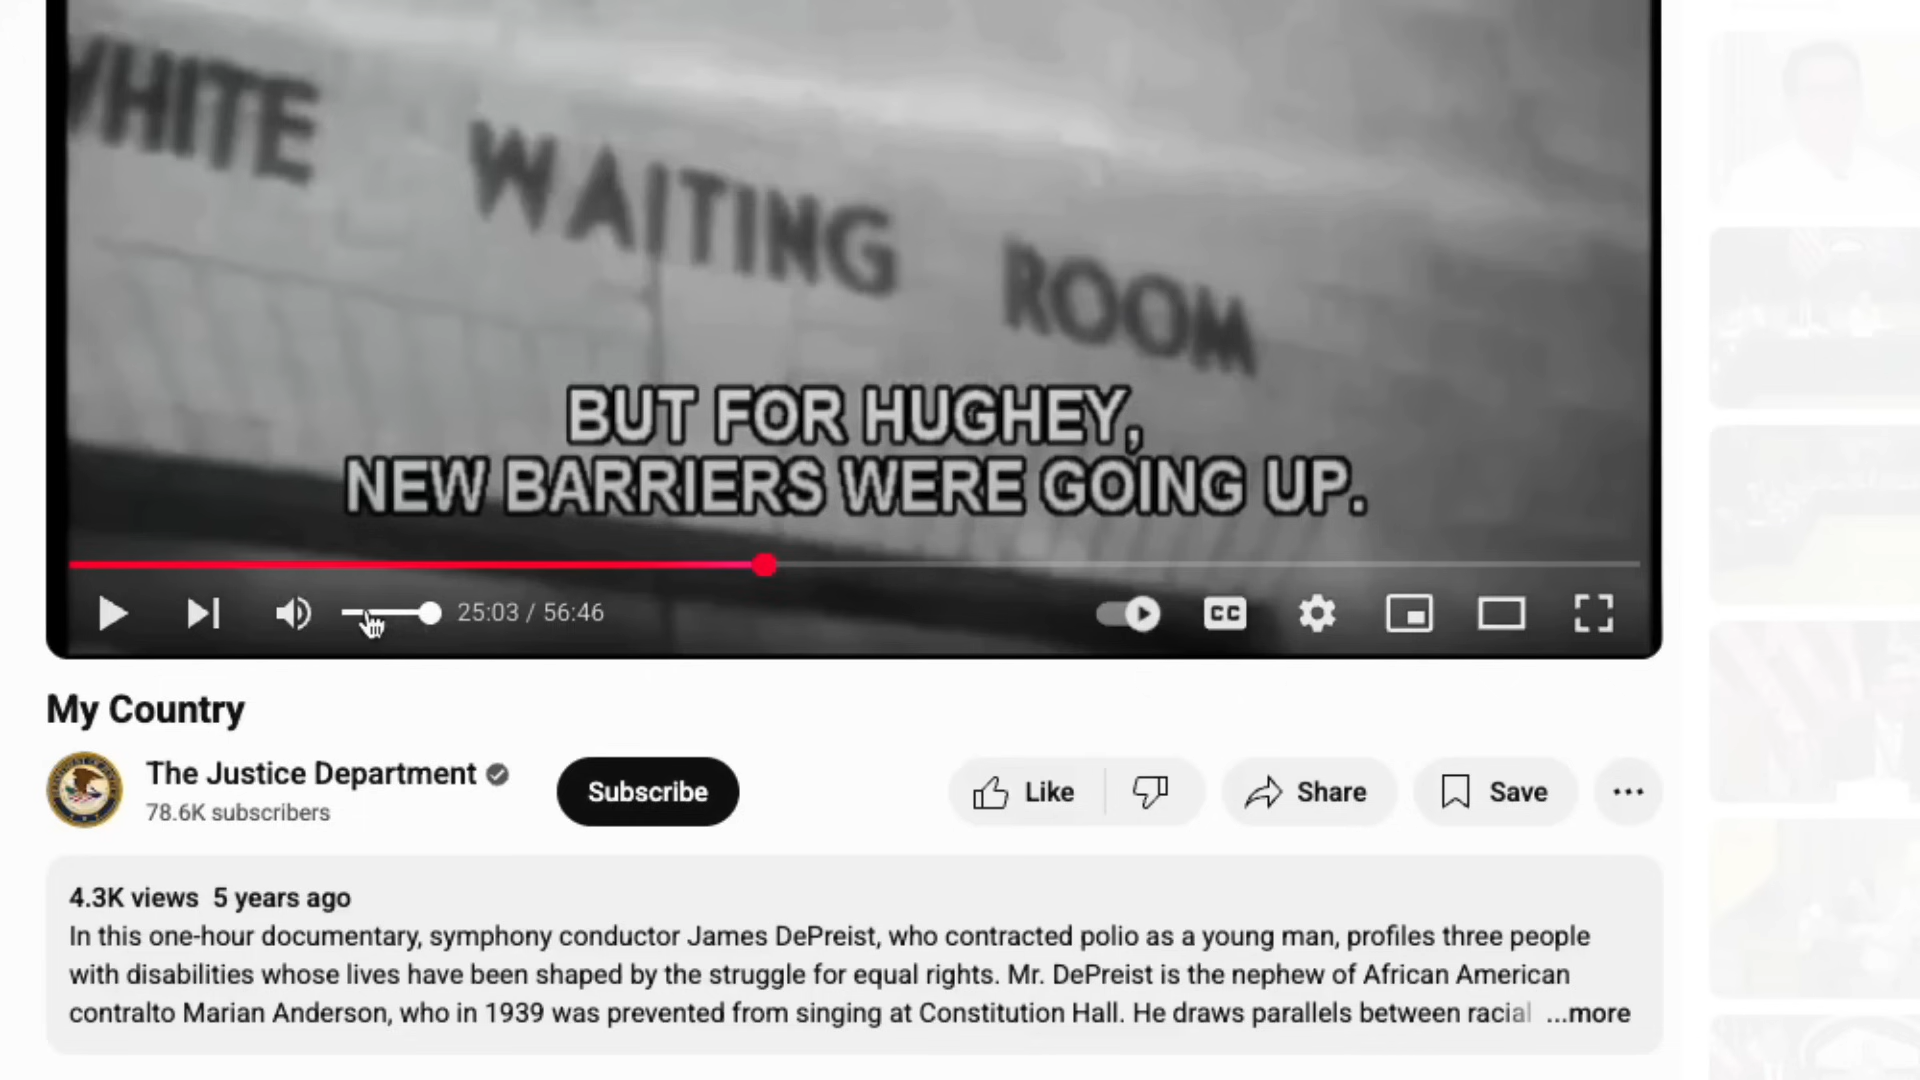 WHITE WAITING ROOM
BUT FOR HUGHEY,
NEW BARRIERS WERE GOING UP.
25:03 / 56:46
CC
My Country
The Justice Department
78.6K subscribers
Subscribe
Like
Share
Save
4.3K views 5 years ago
In this one-hour documentary, symphony conductor James DePreist, who contracted polio as a young man, profiles three people
with disabilities whose lives have been shaped by the struggle for equal rights. Mr. DePreist is the nephew of African American
contralto Marian Anderson, who in 1939 was prevented from singing at Constitution Hall. He draws parallels between racial ...more